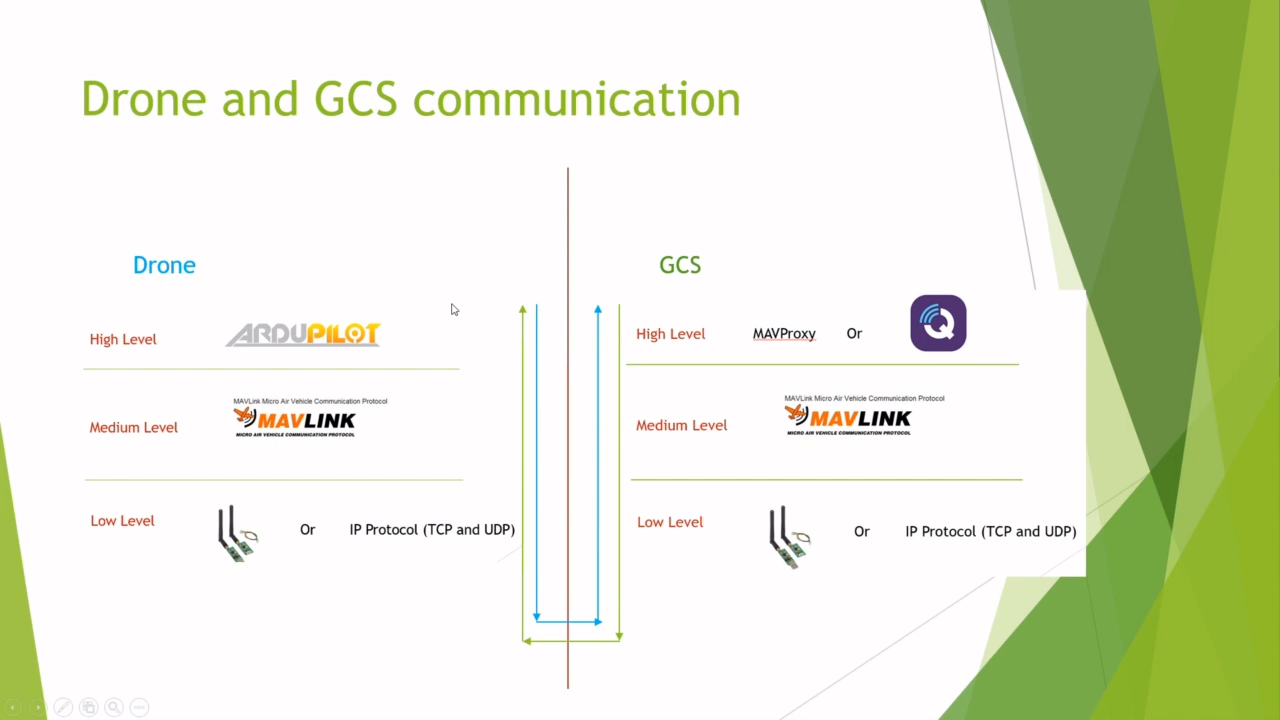 Drone and GCS communication
Drone
High Level
ARDUPILOT
Medium Level
MAVLink Micro Air Vehicle Communication Protocol
MAVLINK
MICRO AIR VEHICLE COMMUNICATION PROTOCOL
Low Level
Or
IP Protocol (TCP and UDP)
GCS
High Level
MAVProxy
Or
Medium Level
MAVLink Micro Air Vehicle Communication Protocol
MAVLINK
MICRO AIR VEHICLE COMMUNICATION PROTOCOL
Low Level
Or
IP Protocol (TCP and UDP)